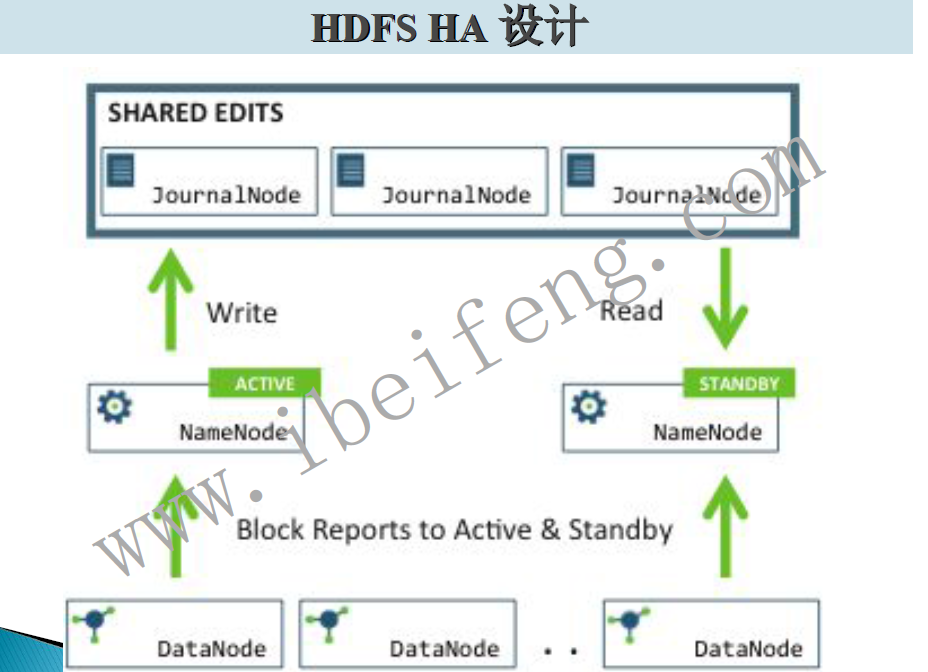 HDFS HA 设计
SHARED EDITS
JournalNode JournalNode JournalNode
Write Read
ACTIVE STANDBY
NameNode NameNode
www.ibeifeng.com
Block Reports to Active & Standby
DataNode DataNode . . DataNode